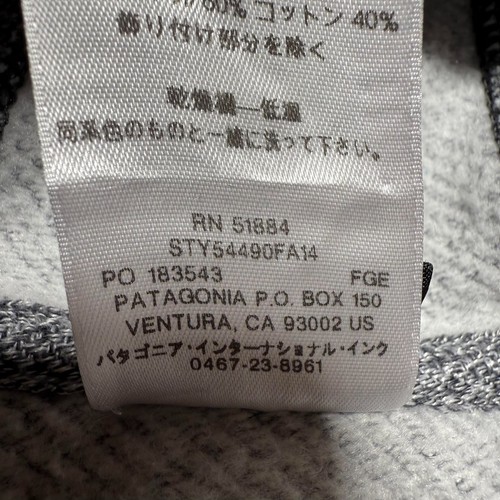 60% コットン 40%
飾り付け部分を除く
乾燥機—低温
同系色のものと一緒に洗って下さい。
RN 51884
STY54490FA14
PO 183543 FGE
PATAGONIA P.O. BOX 150
VENTURA, CA 93002 US
パタゴニア・インターナショナル・インク
0467-23-8961